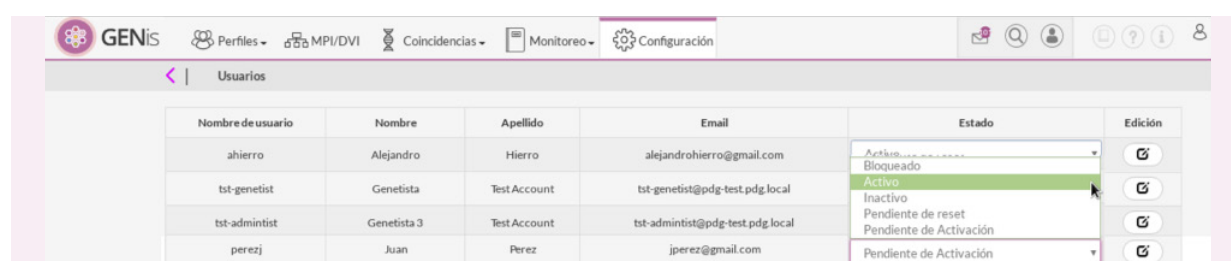 GENis Perfiles MPI/DVI Coincidencias Monitoreo Configuración
Usuarios
Nombre de usuario Nombre Apellido Email Estado Edición
ahierro Alejandro Hierro alejandrohierro@gmail.com Activo
Bloqueado
tst-genetist Genetista Test Account tst-genetist@pdg-test.pdg.local Activo
Inactivo
Pendiente de reset
tst-admintist Genetista 3 Test Account tst-admintist@pdg-test.pdg.local Pendiente de Activación
perezj Juan Perez jperez@gmail.com Pendiente de Activación